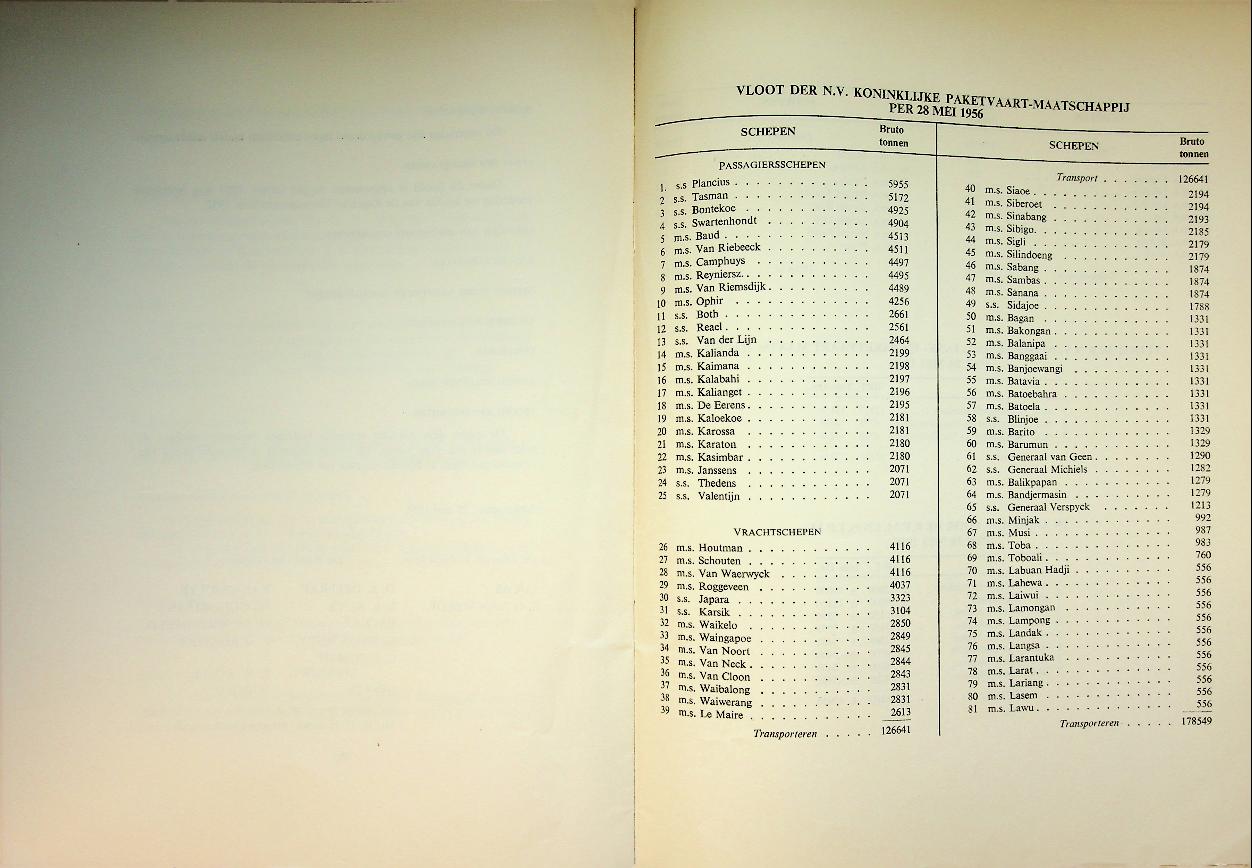 VLOOT DER N.V. KONINKLIJKE PAKETVAART-MAATSCHAPPIJ
PER 28 MEI 1956
SCHEPEN Bruto tonnen
PASSAGIERSSCHEPEN
1. s.s Plancius . . . . . . . . . . . . 5955
2 s.s. Tasman . . . . . . . . . . . . 5172
3 s.s. Bontekoe . . . . . . . . . . . 4925
4 s.s. Swartenhondt . . . . . . . . . 4904
5 m.s. Baud . . . . . . . . . . . . 4513
6 m.s. Van Riebeeck . . . . . . . . . 4511
7 m.s. Camphuys . . . . . . . . . . 4497
8 m.s. Reyniersz. . . . . . . . . . . 4495
9 m.s. Van Riemsdijk . . . . . . . . . 4489
10 m.s. Ophir . . . . . . . . . . . . 4256
11 s.s. Both . . . . . . . . . . . . 2661
12 s.s. Reael . . . . . . . . . . . . 2561
13 s.s. Van der Lijn . . . . . . . . . 2464
14 m.s. Kalianda . . . . . . . . . . . 2199
15 m.s. Kaimana . . . . . . . . . . . 2198
16 m.s. Kalabahi . . . . . . . . . . . 2197
17 m.s. Kalianget . . . . . . . . . . . 2196
18 m.s. De Eerens . . . . . . . . . . . 2195
19 m.s. Kaloekoe . . . . . . . . . . . 2181
20 m.s. Karossa . . . . . . . . . . . 2181
21 m.s. Karaton . . . . . . . . . . . 2180
22 m.s. Kasimbar . . . . . . . . . . . 2180
23 m.s. Janssens . . . . . . . . . . . 2071
24 s.s. Thedens . . . . . . . . . . . 2071
25 s.s. Valentijn . . . . . . . . . . . 2071
VRACHTSCHEPEN
26 m.s. Houtman . . . . . . . . . . . 4116
27 m.s. Schouten . . . . . . . . . . . 4116
28 m.s. Van Waerwyck . . . . . . . . . 4116
29 m.s. Roggeveen . . . . . . . . . . 4037
30 s.s. Japara . . . . . . . . . . . 3323
31 s.s. Karsik . . . . . . . . . . . 3104
32 m.s. Waikelo . . . . . . . . . . . 2850
33 m.s. Waingapoe . . . . . . . . . . 2849
34 m.s. Van Noort . . . . . . . . . . 2845
35 m.s. Van Neck . . . . . . . . . . . 2844
36 m.s. Van Cloon . . . . . . . . . . 2843
37 m.s. Waibalong . . . . . . . . . . 2831
38 m.s. Waiwerang . . . . . . . . . . 2831
39 m.s. Le Maire . . . . . . . . . . . 2613
Transporteren . . . . . 126641
SCHEPEN Bruto tonnen
Transport . . . . . . . 126641
40 m.s. Siaoe . . . . . . . . . . . . 2194
41 m.s. Siberoet . . . . . . . . . . . 2194
42 m.s. Sinabang . . . . . . . . . . . 2193
43 m.s. Sibigo. . . . . . . . . . . . 2185
44 m.s. Sigli . . . . . . . . . . . . 2179
45 m.s. Silindoeng . . . . . . . . . . 2179
46 m.s. Sabang . . . . . . . . . . . 1874
47 m.s. Sambas . . . . . . . . . . . 1874
48 m.s. Sanana . . . . . . . . . . . 1874
49 s.s. Sidajoe . . . . . . . . . . . 1788
50 m.s. Bagan . . . . . . . . . . . 1331
51 m.s. Bakongan . . . . . . . . . . . 1331
52 m.s. Balanipa . . . . . . . . . . . 1331
53 m.s. Banggaai . . . . . . . . . . . 1331
54 m.s. Banjoewangi . . . . . . . . . . 1331
55 m.s. Batavia . . . . . . . . . . . 1331
56 m.s. Batoebahra . . . . . . . . . . 1331
57 m.s. Batoela . . . . . . . . . . . 1331
58 s.s. Blinjoe . . . . . . . . . . . 1331
59 m.s. Barito . . . . . . . . . . . 1329
60 m.s. Barumun . . . . . . . . . . . 1329
61 s.s. Generaal van Geen . . . . . . . 1290
62 s.s. Generaal Michiels . . . . . . . 1282
63 m.s. Balikpapan . . . . . . . . . . 1279
64 m.s. Bandjermasin . . . . . . . . . 1279
65 s.s. Generaal Verspyck . . . . . . . 1213
66 m.s. Minjak . . . . . . . . . . . 992
67 m.s. Musi . . . . . . . . . . . . 987
68 m.s. Toba . . . . . . . . . . . . 983
69 m.s. Toboali . . . . . . . . . . . 760
70 m.s. Labuan Hadji . . . . . . . . . 556
71 m.s. Lahewa . . . . . . . . . . . 556
72 m.s. Laiwui . . . . . . . . . . . 556
73 m.s. Lamongan . . . . . . . . . . 556
74 m.s. Lampong . . . . . . . . . . . 556
75 m.s. Landak . . . . . . . . . . . 556
76 m.s. Langsa . . . . . . . . . . . 556
77 m.s. Larantuka . . . . . . . . . . 556
78 m.s. Larat . . . . . . . . . . . . 556
79 m.s. Lariang . . . . . . . . . . . 556
80 m.s. Lasem . . . . . . . . . . . 556
81 m.s. Lawu . . . . . . . . . . . . 556
Transporteren . . . . . 178549